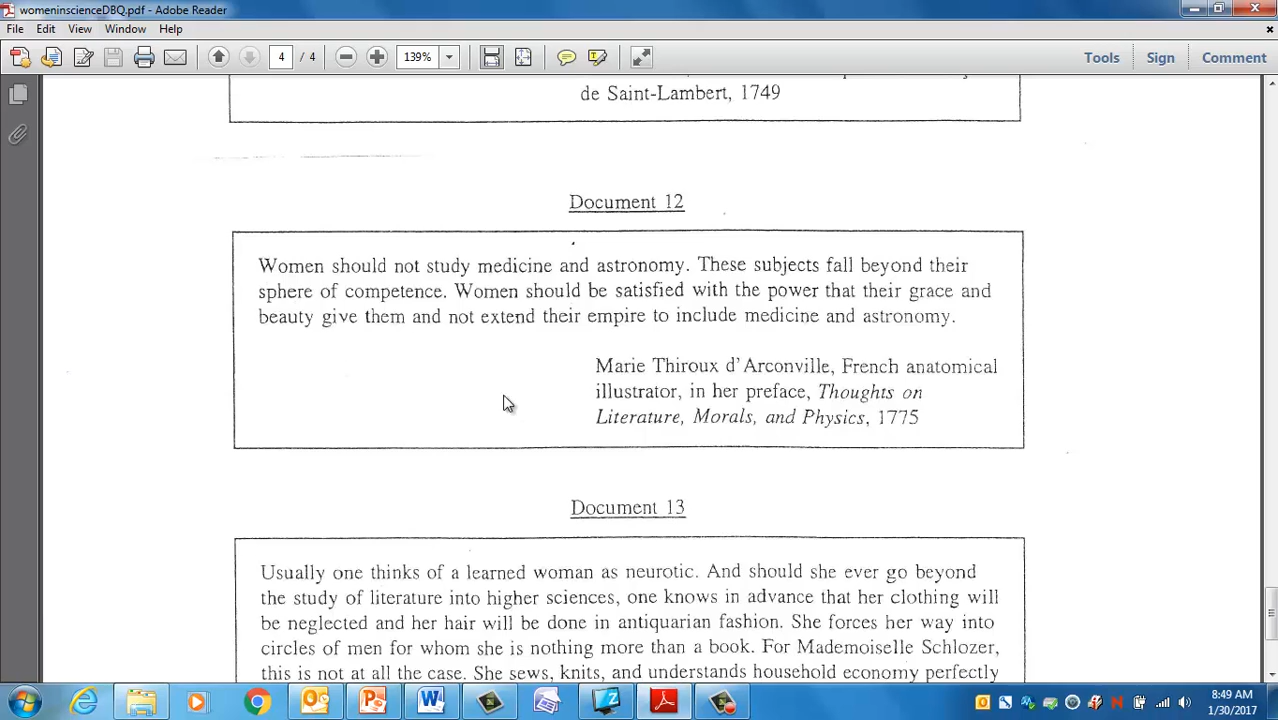 womeninscienceDBQ.pdf - Adobe Reader
File Edit View Window Help
4 / 4 139% Tools Sign Comment
de Saint-Lambert, 1749
Document 12
Women should not study medicine and astronomy. These subjects fall beyond their
sphere of competence. Women should be satisfied with the power that their grace and
beauty give them and not extend their empire to include medicine and astronomy.
Marie Thiroux d'Arconville, French anatomical
illustrator, in her preface, Thoughts on
Literature, Morals, and Physics, 1775
Document 13
Usually one thinks of a learned woman as neurotic. And should she ever go beyond
the study of literature into higher sciences, one knows in advance that her clothing will
be neglected and her hair will be done in antiquarian fashion. She forces her way into
circles of men for whom she is nothing more than a book. For Mademoiselle Schlozer,
this is not at all the case. She sews, knits, and understands household economy perfectly
8:49 AM
1/30/2017